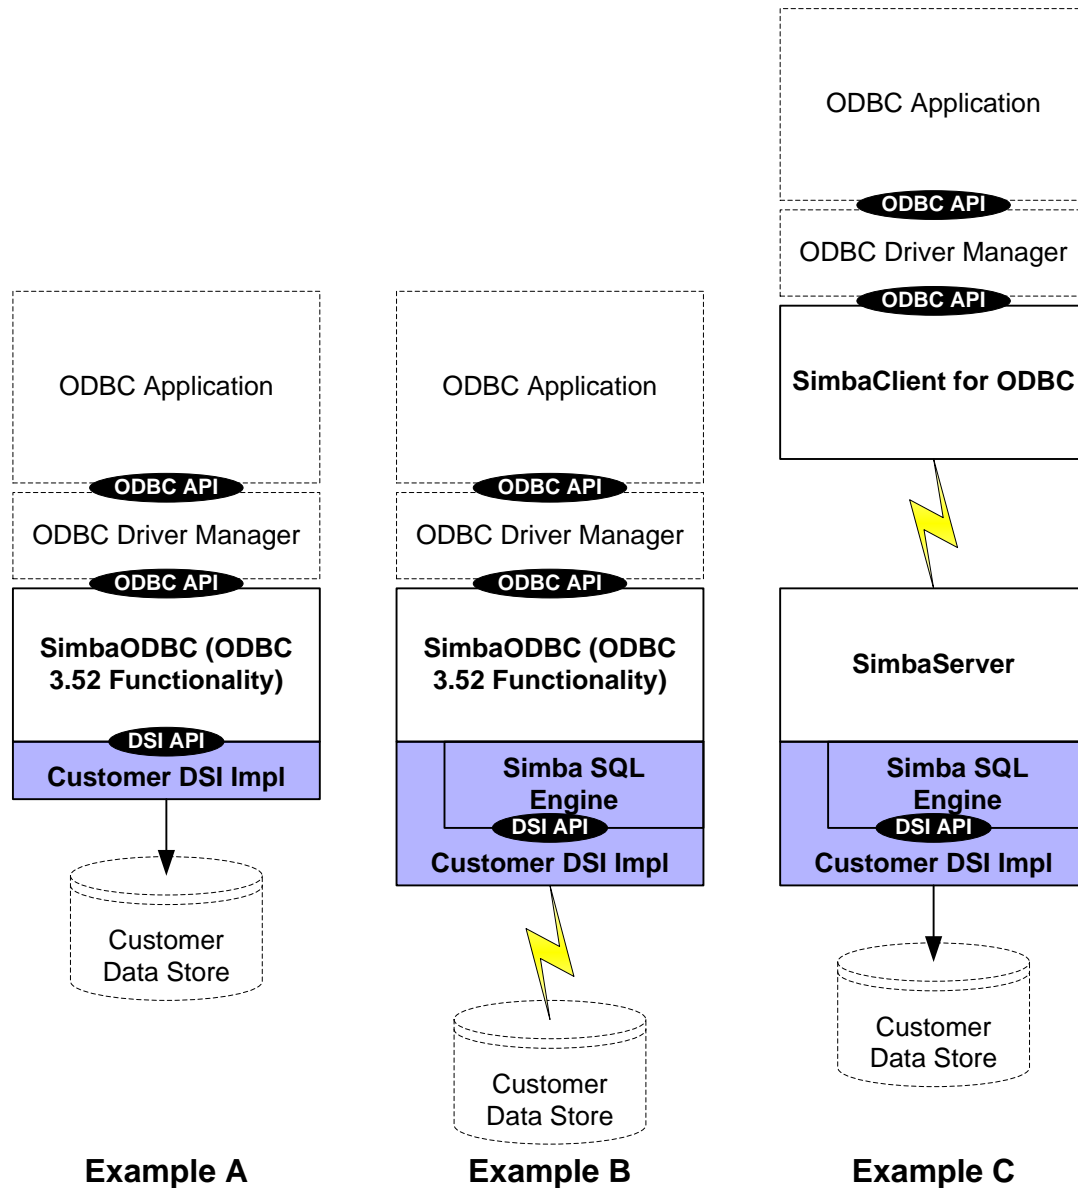 ODBC Application
ODBC API
ODBC Driver Manager
ODBC API
SimbaODBC (ODBC
3.52 Functionality)
DSI API
Customer DSI Impl
Customer
Data Store
Example A
ODBC Application
ODBC API
ODBC Driver Manager
ODBC API
SimbaODBC (ODBC
3.52 Functionality)
Simba SQL
Engine
DSI API
Customer DSI Impl
Customer
Data Store
Example B
ODBC Application
ODBC API
ODBC Driver Manager
ODBC API
SimbaClient for ODBC
SimbaServer
Simba SQL
Engine
DSI API
Customer DSI Impl
Customer
Data Store
Example C